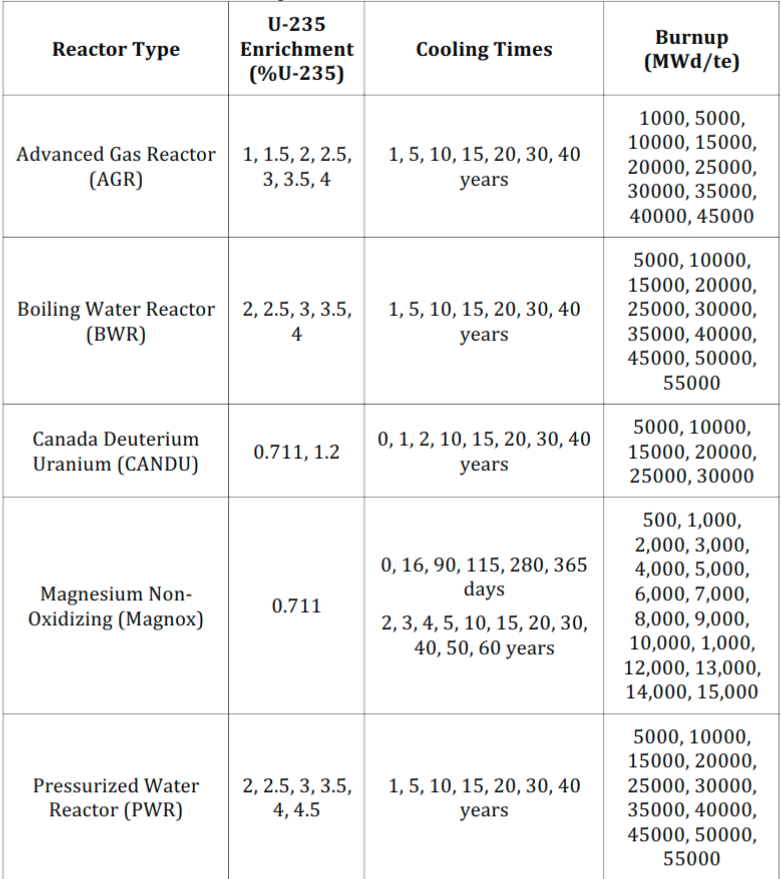 Reactor Type
U-235
Enrichment
(%U-235)
Cooling Times
Burnup
(MWd/te)
Advanced Gas Reactor
(AGR)
1, 1.5, 2, 2.5,
3, 3.5, 4
1, 5, 10, 15, 20, 30, 40
years
1000, 5000,
10000, 15000,
20000, 25000,
30000, 35000,
40000, 45000
Boiling Water Reactor
(BWR)
2, 2.5, 3, 3.5,
4
1, 5, 10, 15, 20, 30, 40
years
5000, 10000,
15000, 20000,
25000, 30000,
35000, 40000,
45000, 50000,
55000
Canada Deuterium
Uranium (CANDU)
0.711, 1.2
0, 1, 2, 10, 15, 20, 30, 40
years
5000, 10000,
15000, 20000,
25000, 30000
Magnesium Non-
Oxidizing (Magnox)
0.711
0, 16, 90, 115, 280, 365
days
2, 3, 4, 5, 10, 15, 20, 30,
40, 50, 60 years
500, 1,000,
2,000, 3,000,
4,000, 5,000,
6,000, 7,000,
8,000, 9,000,
10,000, 1,000,
12,000, 13,000,
14,000, 15,000
Pressurized Water
Reactor (PWR)
2, 2.5, 3, 3.5,
4, 4.5
1, 5, 10, 15, 20, 30, 40
years
5000, 10000,
15000, 20000,
25000, 30000,
35000, 40000,
45000, 50000,
55000